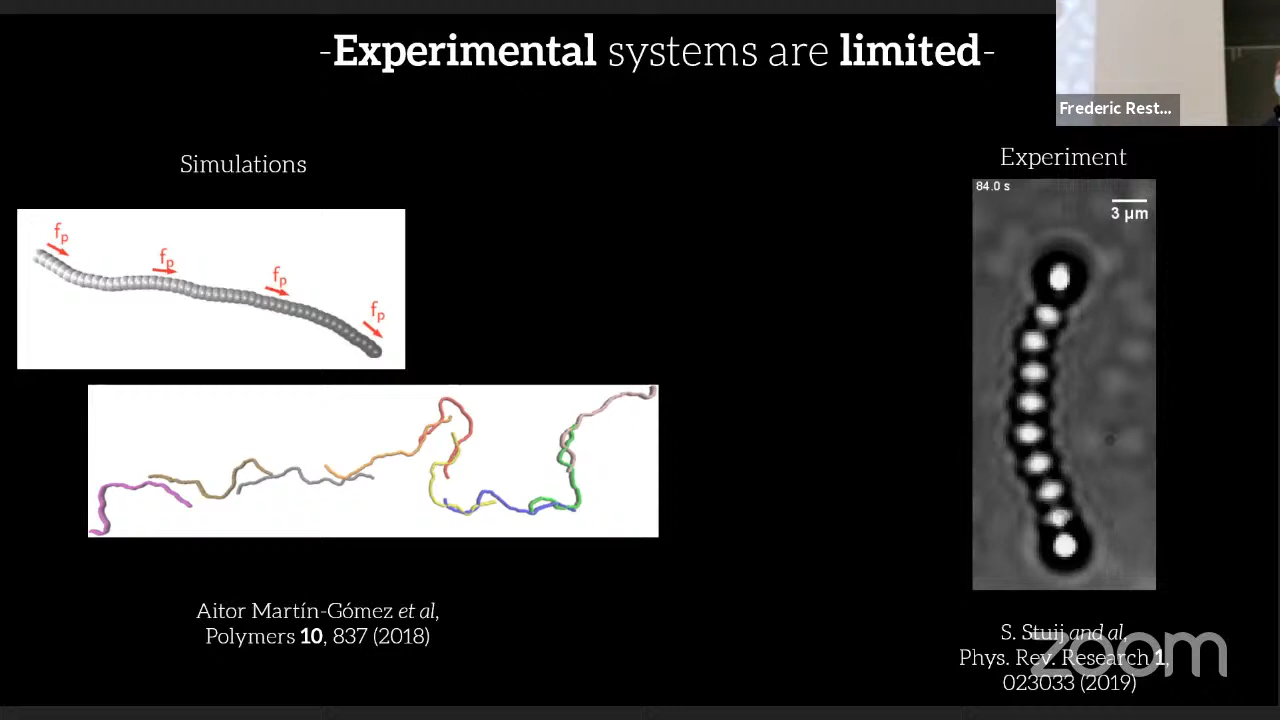 -Experimental systems are limited-
Frederic Rest...
Simulations
Experiment
84.0 s
3 μm
fp
fp
fp
fp
Aitor Martín-Gómez et al,
Polymers 10, 837 (2018)
S. Stuij and al,
Phys. Rev. Research 1,
023033 (2019)
zoom